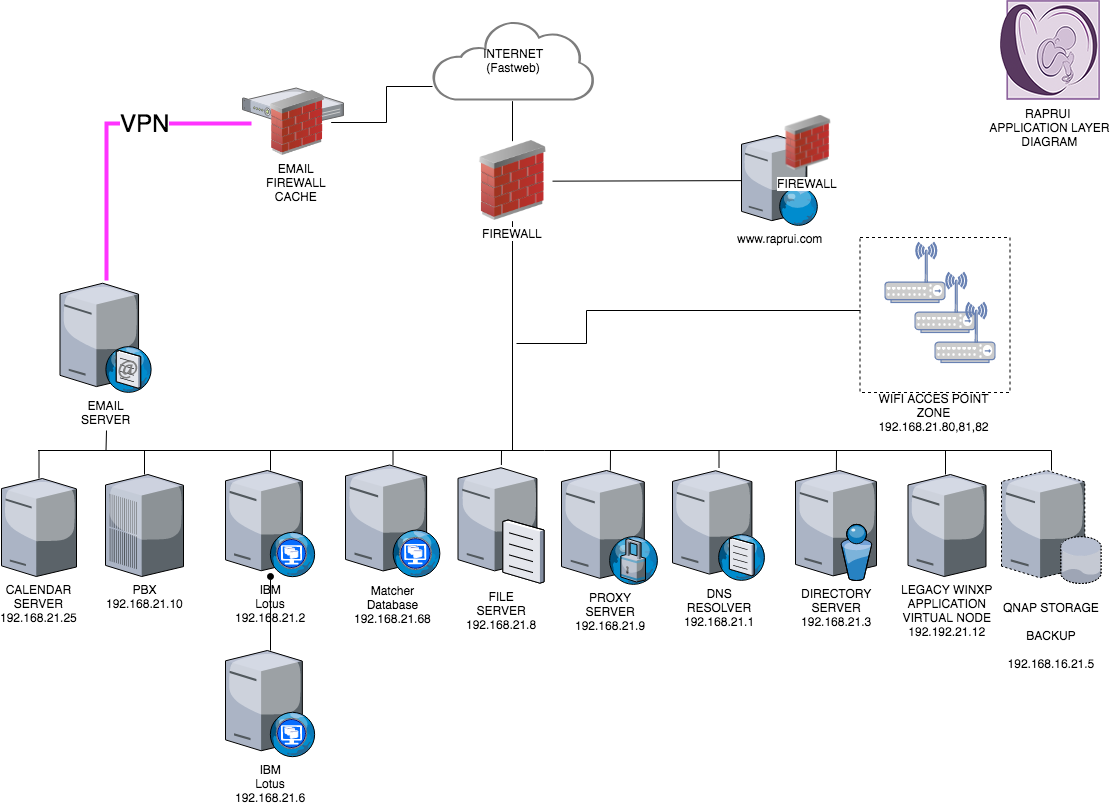 INTERNET
(Fastweb)
RAPRUI
APPLICATION LAYER
DIAGRAM
VPN
EMAIL
FIREWALL
CACHE
FIREWALL
FIREWALL
www.raprui.com
WIFI ACCES POINT
ZONE
192.168.21.80,81,82
EMAIL
SERVER
CALENDAR
SERVER
192.168.21.25
PBX
192.168.21.10
IBM
Lotus
192.168.21.2
Matcher
Database
192.168.21.68
FILE
SERVER
192.168.21.8
PROXY
SERVER
192.168.21.9
DNS
RESOLVER
192.168.21.1
DIRECTORY
SERVER
192.168.21.3
LEGACY WINXP
APPLICATION
VIRTUAL NODE
192.192.21.12
QNAP STORAGE
BACKUP
192.168.16.21.5
IBM
Lotus
192.168.21.6